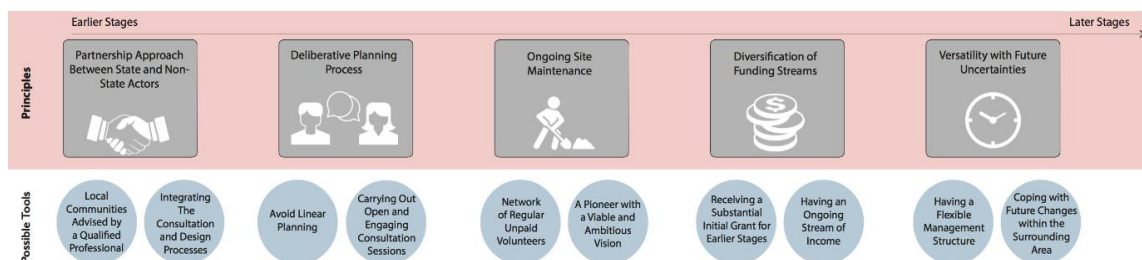 Earlier Stages
Later Stages
Principles
Partnership Approach
Between State and Non-
State Actors
Deliberative Planning
Process
Ongoing Site
Maintenance
Diversification of
Funding Streams
Versatility with Future
Uncertainties
$
Possible Tools
Local
Communities
Advised by
a Qualified
Professional
Integrating
The
Consultation
and Design
Processes
Avoid Linear
Planning
Carrying Out
Open and
Engaging
Consultation
Sessions
Network
of Regular
Unpaid
Volunteers
A Pioneer with
a Viable and
Ambitious
Vision
Receiving a
Substantial
Initial Grant for
Earlier Stages
Having an
Ongoing
Stream of
Income
Having a
Flexible
Management
Structure
Coping with
Future Changes
within the
Surrounding
Area